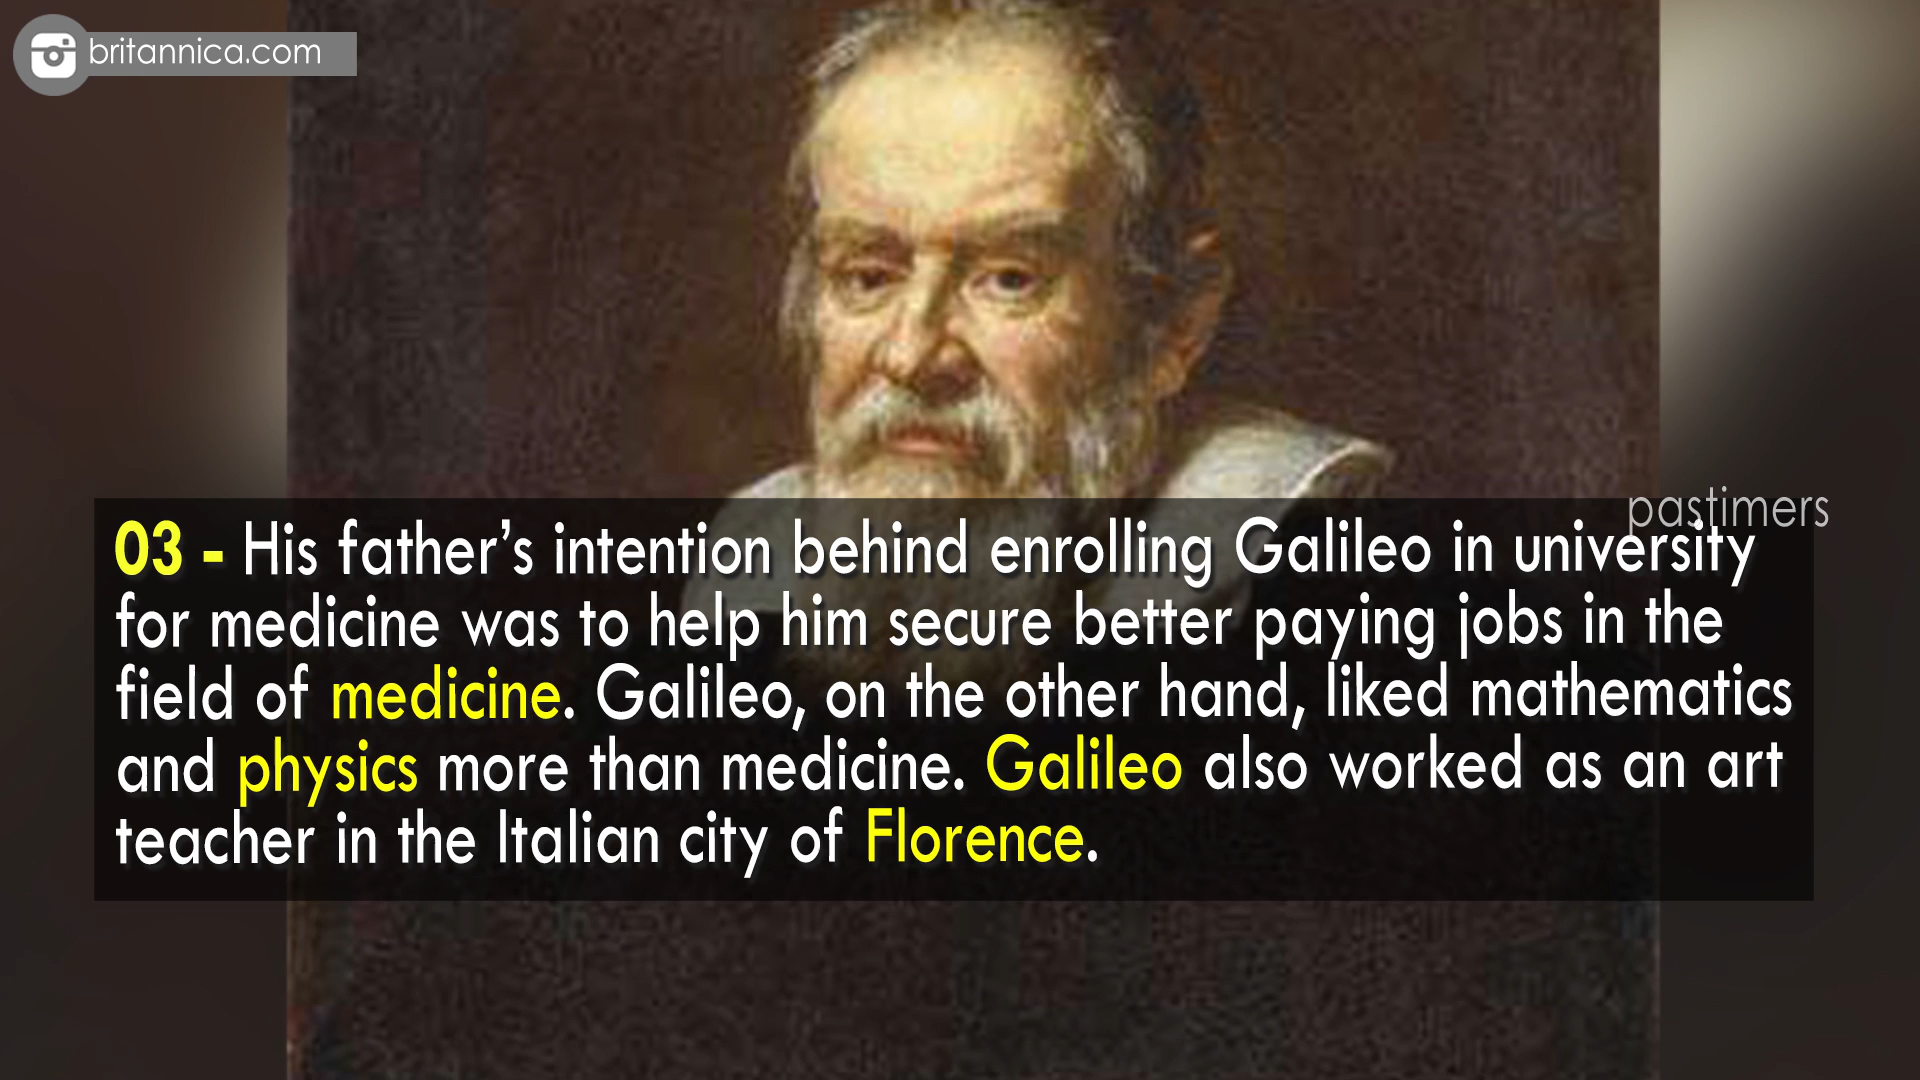 britannica.com
pastimers
03 - His father's intention behind enrolling Galileo in university
for medicine was to help him secure better paying jobs in the
field of medicine. Galileo, on the other hand, liked mathematics
and physics more than medicine. Galileo also worked as an art
teacher in the Italian city of Florence.